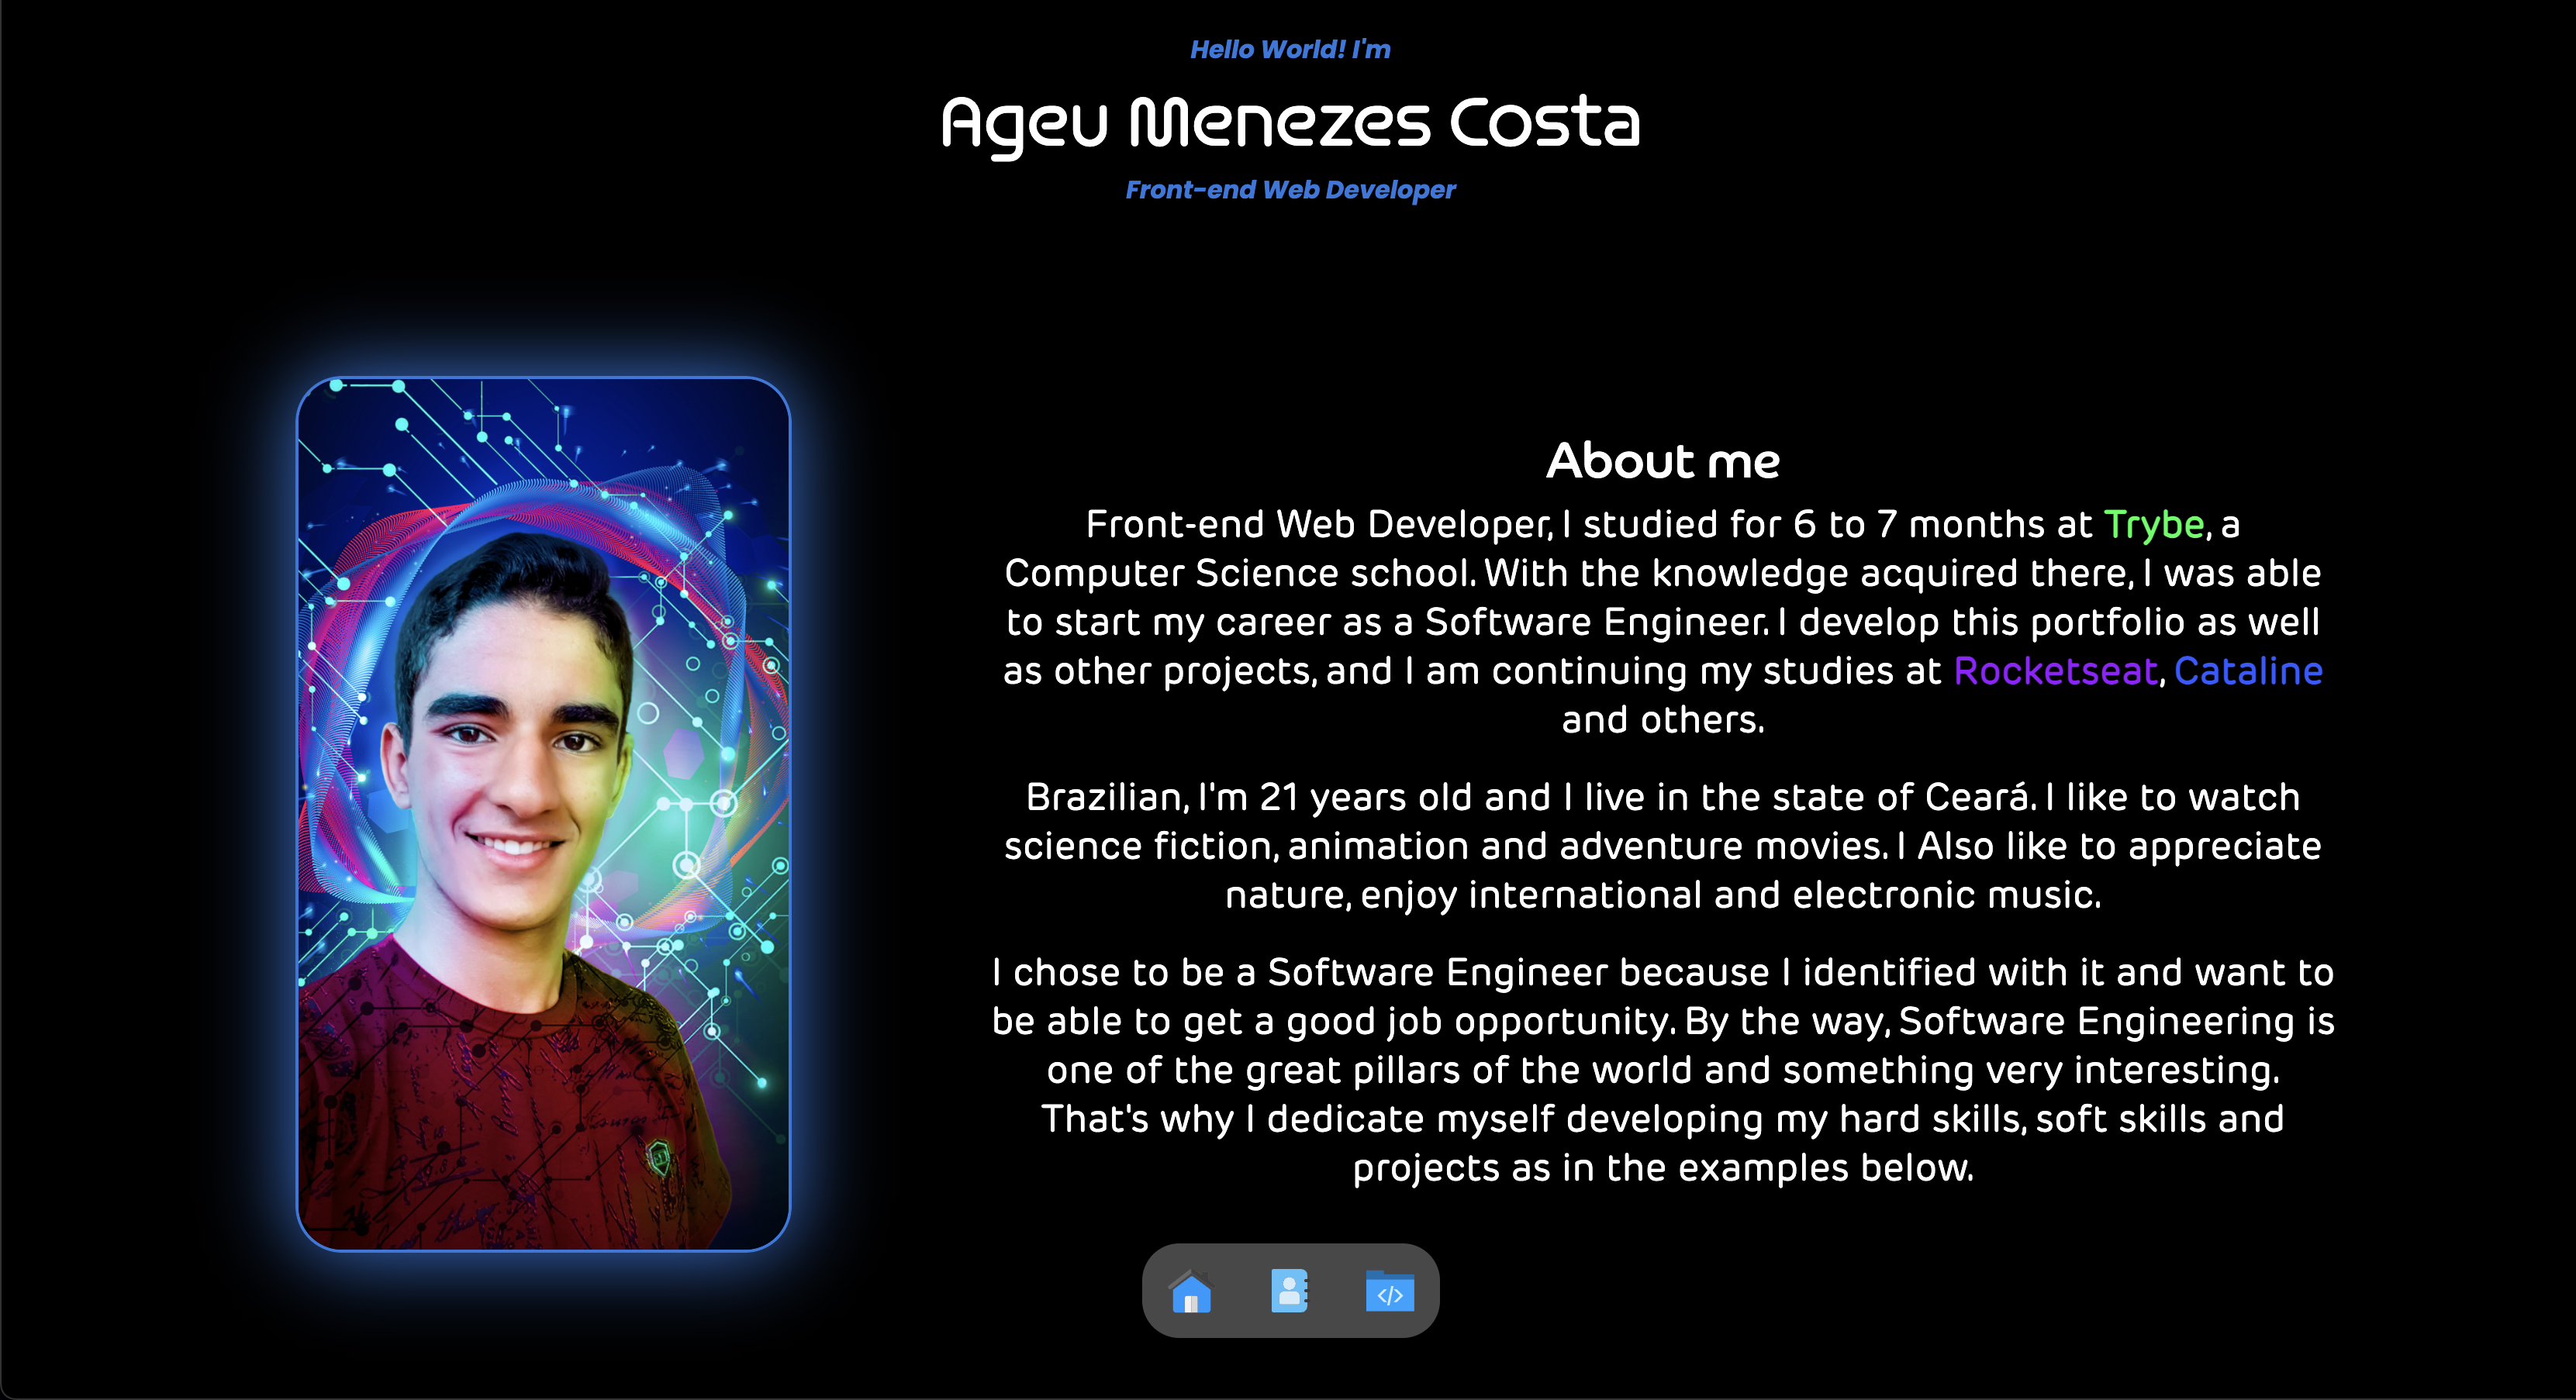 Hello World! I'm
Ageu Menezes Costa
Front-end Web Developer
About me
Front-end Web Developer, I studied for 6 to 7 months at Trybe, a
Computer Science school. With the knowledge acquired there, I was able
to start my career as a Software Engineer. I develop this portfolio as well
as other projects, and I am continuing my studies at Rocketseat, Cataline
and others.
Brazilian, I'm 21 years old and I live in the state of Ceará. I like to watch
science fiction, animation and adventure movies. I Also like to appreciate
nature, enjoy international and electronic music.
I chose to be a Software Engineer because I identified with it and want to
be able to get a good job opportunity. By the way, Software Engineering is
one of the great pillars of the world and something very interesting.
That's why I dedicate myself developing my hard skills, soft skills and
projects as in the examples below.